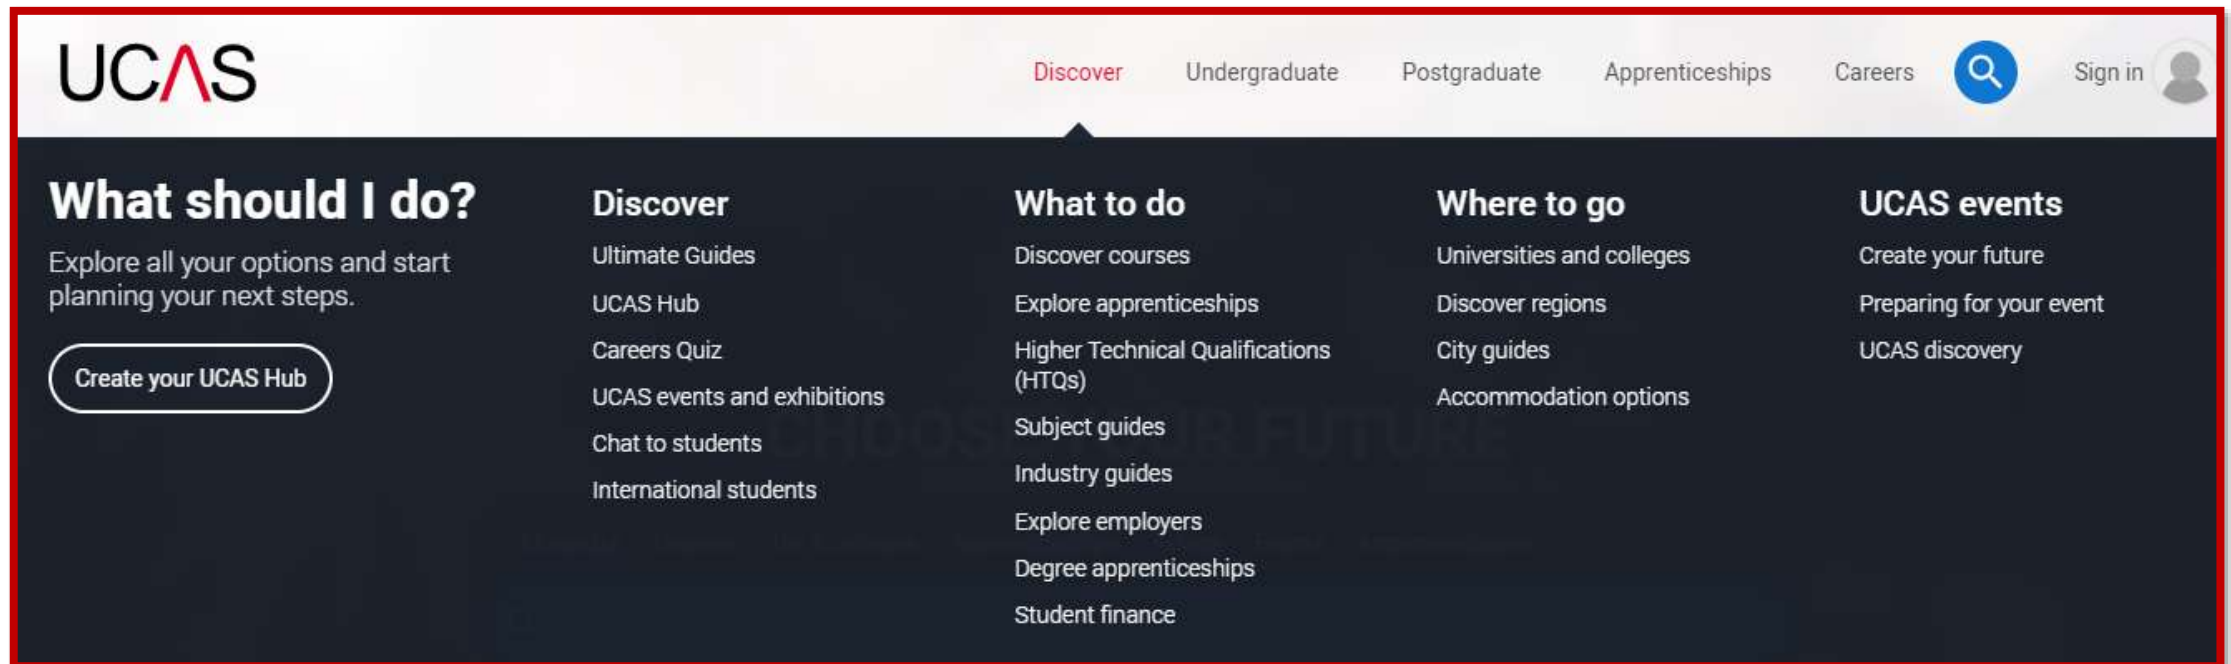 UCAS
Discover
Undergraduate
Postgraduate
Apprenticeships
Careers
Sign in
What should I do?
Explore all your options and start
planning your next steps.
Create your UCAS Hub
Discover
Ultimate Guides
UCAS Hub
Careers Quiz
UCAS events and exhibitions
Chat to students
International students
What to do
Discover courses
Explore apprenticeships
Higher Technical Qualifications
(HTQs)
Subject guides
Industry guides
Explore employers
Degree apprenticeships
Student finance
Where to go
Universities and colleges
Discover regions
City guides
Accommodation options
UCAS events
Create your future
Preparing for your event
UCAS discovery
CHOOSE YOUR FUTURE